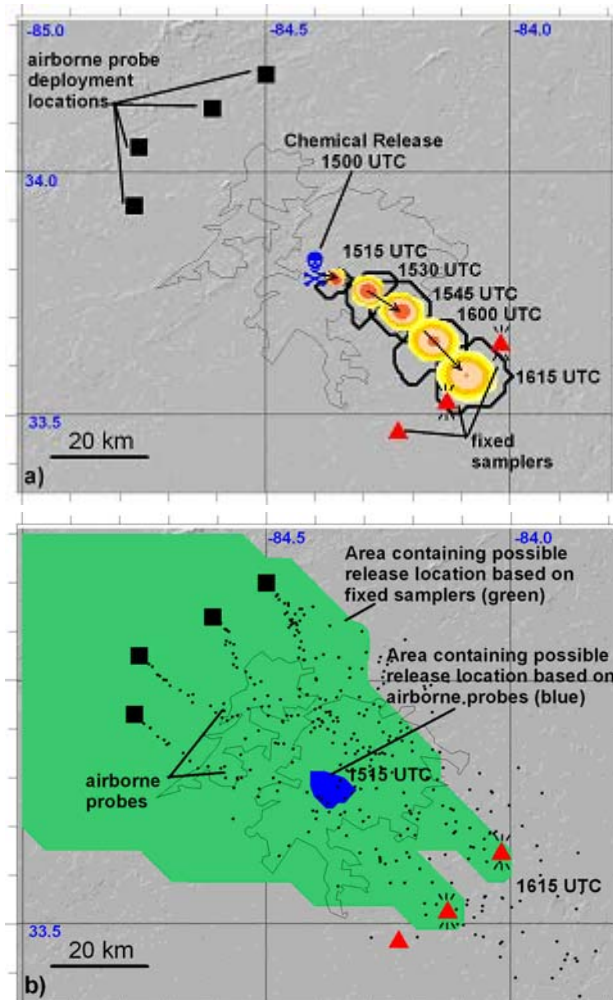 -85.0
-84.5
-84.0
airborne probe
deployment
locations
Chemical Release
1500 UTC
34.0
1515 UTC
1530 UTC
1545 UTC
1600 UTC
1615 UTC
33.5
20 km
fixed
samplers
a)
-84.5
-84.0
Area containing possible
release location based on
fixed samplers (green)
Area containing possible
release location based on
airborne probes (blue)
1515 UTC
airborne
probes
1615 UTC
33.5
20 km
b)